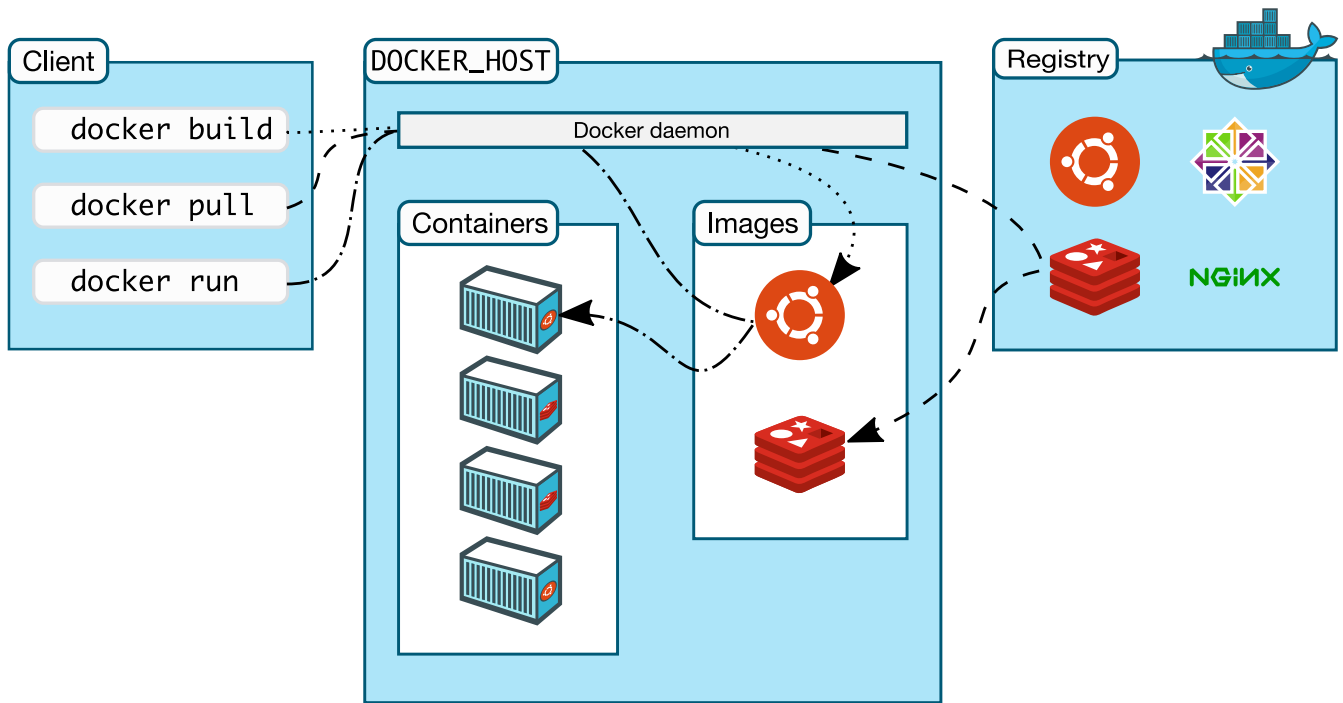 Client
docker build
docker pull
docker run
DOCKER_HOST
Docker daemon
Containers
Images
Registry
NGiNX